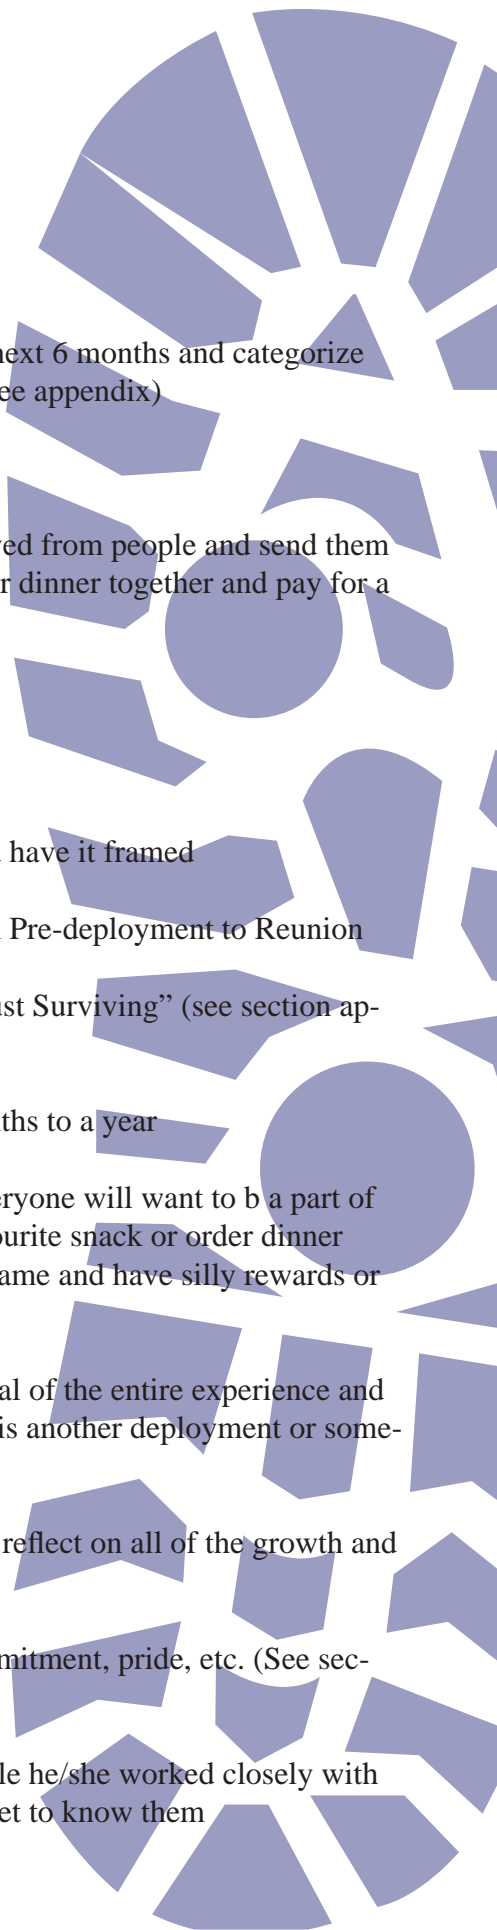 next 6 months and categorize
ee appendix)
ved from people and send them
r dinner together and pay for a
have it framed
Pre-deployment to Reunion
ust Surviving” (see section ap-
ths to a year
eryone will want to b a part of
ourite snack or order dinner
ame and have silly rewards or
al of the entire experience and
is another deployment or some-
reflect on all of the growth and
mitment, pride, etc. (See sec-
le he/she worked closely with
et to know them